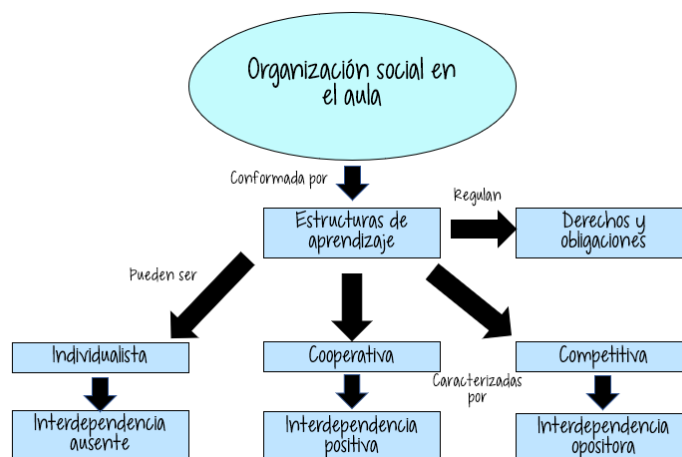 Organización social en
el aula
Conformada por
Regulan
Estructuras de
aprendizaje
Derechos y
obligaciones
Pueden ser
Individualista
Cooperativa
Competitiva
Caracterizadas
por
Interdependencia
ausente
Interdependencia
positiva
Interdependencia
opositora